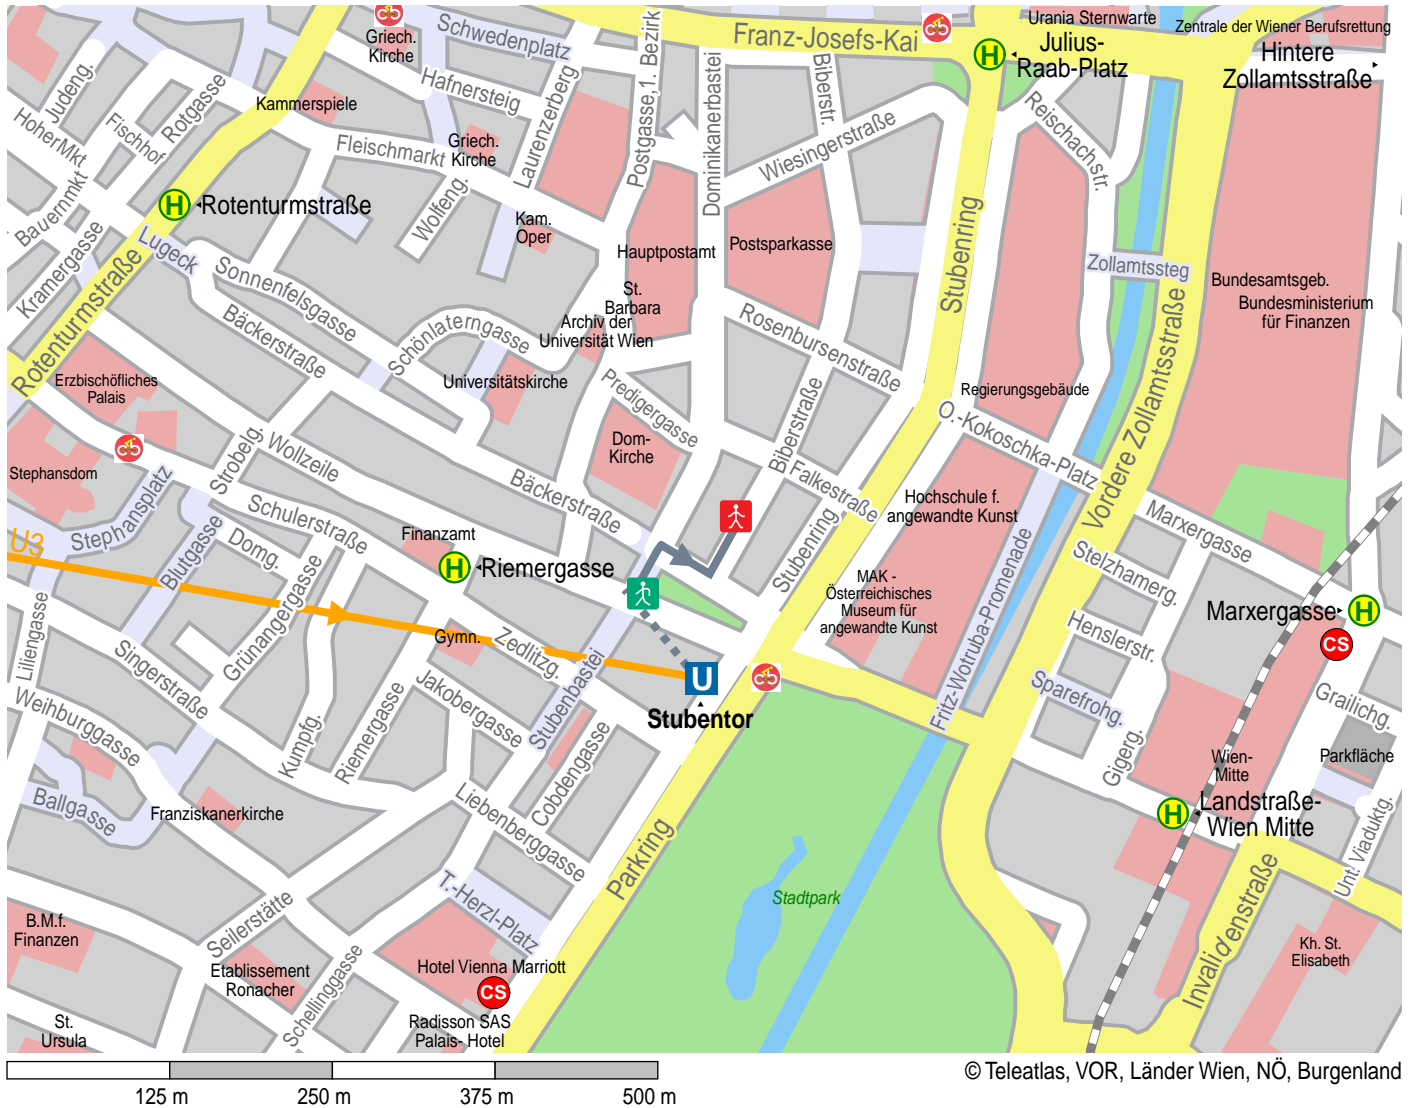 Griech.
Kirche
Schwedenplatz
Hafnersteig
Laurenzerberg
Postgasse, 1. Bezirk
Dominikanerbastei
Franz-Josefs-Kai
Biberstr.
Urania Sternwarte
H
Julius-
Raab-Platz
Zentrale der Wiener Berufsrettung
Hintere
Zollamtsstraße
Judeng.
HoherMkt
Fischhof
Rotgasse
Kammerspiele
Fleischmarkt
Griech.
Kirche
Wiesingerstraße
Reischachstr.
Bauernmkt
Kramergasse
H
Rotenturmstraße
Lugeck
Wolfeng.
Kam.
Oper
Hauptpostamt
Postsparkasse
Stubenring
Zollamtssteg
Bundesamtsgeb.
Bundesministerium
für Finanzen
Rotenturmstraße
Sonnenfelsgasse
Bäckerstraße
Schönlaterngasse
St.
Barbara
Archiv der
Universität Wien
Rosenbursenstraße
Vordere Zollamtsstraße
Erzbischöfliches
Palais
Universitätskirche
Predigergasse
Biberstraße
Regierungsgebäude
O.-Kokoschka-Platz
Stephansdom
Stephansplatz
Strobelg.
Wollzeile
Dom-
Kirche
Bäckerstraße
Falkestraße
Hochschule f.
angewandte Kunst
Marxergasse
U3
Schulerstraße
Blutgasse
Domg.
Finanzamt
H
Riemergasse
Stubenring
MAK -
Österreichisches
Museum für
angewandte Kunst
Fritz-Wotruba-Promenade
Stelzhamerg.
Henslerstr.
Marxergasse
H
CS
Liliengasse
Singerstraße
Grünangergasse
Gymn.
Zedlitzg.
Stubenbastei
U
Stubentor
Sparefrohg.
Gigerg.
Grailichg.
Parkfläche
Weihburggasse
Kumpfg.
Riemergasse
Jakobergasse
Cobdengasse
Wien-
Mitte
H
Landstraße-
Wien Mitte
Ballgasse
Franziskanerkirche
Liebenberggasse
Parkring
Unt. Viaduktg.
Stadtpark
T.-Herzl-Platz
Invalidenstraße
B.M.f.
Finanzen
Seilerstätte
Etablissement
Ronacher
Schellinggasse
Hotel Vienna Marriott
CS
Radisson SAS
Palais- Hotel
Kh. St.
Elisabeth
St.
Ursula
125 m
250 m
375 m
500 m
© Teleatlas, VOR, Länder Wien, NÖ, Burgenland